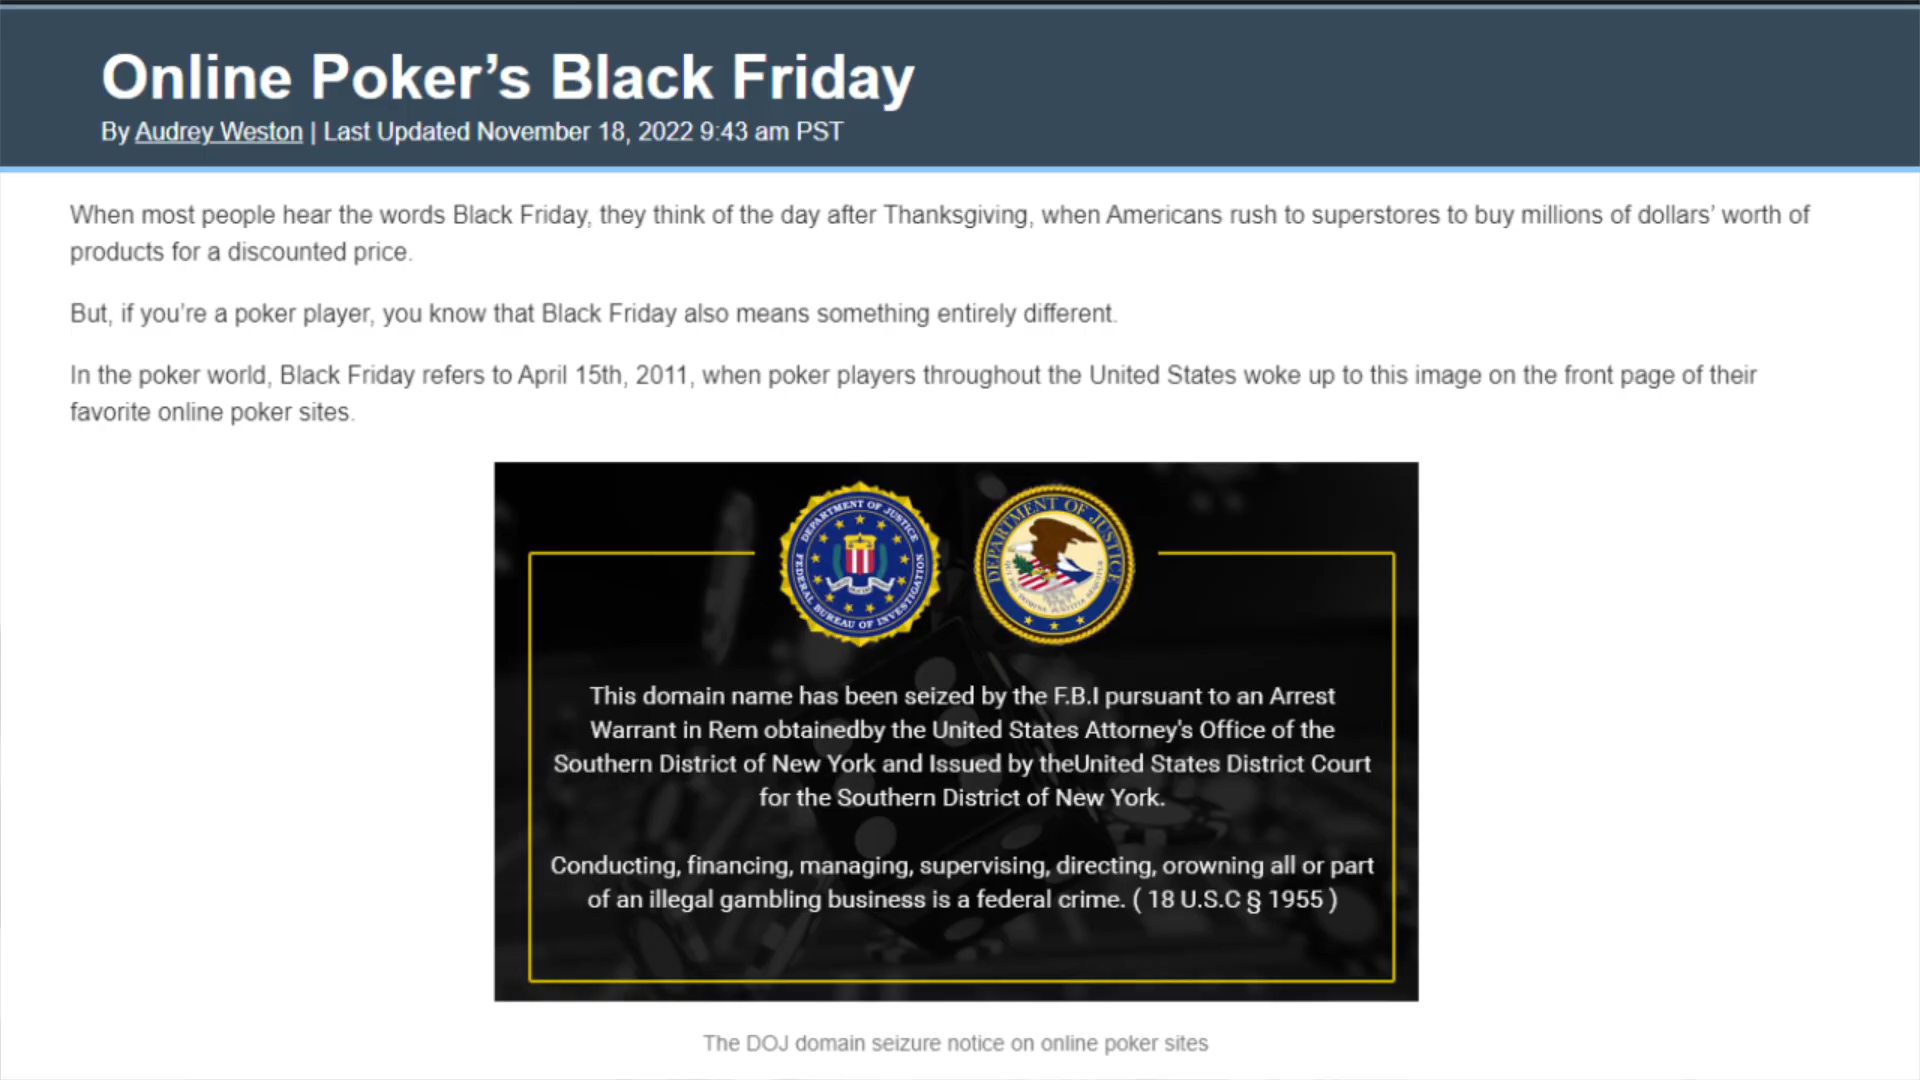 Online Poker’s Black Friday
By Audrey Weston | Last Updated November 18, 2022 9:43 am PST
When most people hear the words Black Friday, they think of the day after Thanksgiving, when Americans rush to superstores to buy millions of dollars’ worth of
products for a discounted price.
But, if you’re a poker player, you know that Black Friday also means something entirely different.
In the poker world, Black Friday refers to April 15th, 2011, when poker players throughout the United States woke up to this image on the front page of their
favorite online poker sites.
DEPARTMENT OF JUSTICE
FEDERAL BUREAU OF INVESTIGATION
DEPARTMENT OF JUSTICE
This domain name has been seized by the F.B.I pursuant to an Arrest
Warrant in Rem obtainedby the United States Attorney's Office of the
Southern District of New York and Issued by theUnited States District Court
for the Southern District of New York.
Conducting, financing, managing, supervising, directing, orowning all or part
of an illegal gambling business is a federal crime. ( 18 U.S.C § 1955 )
The DOJ domain seizure notice on online poker sites